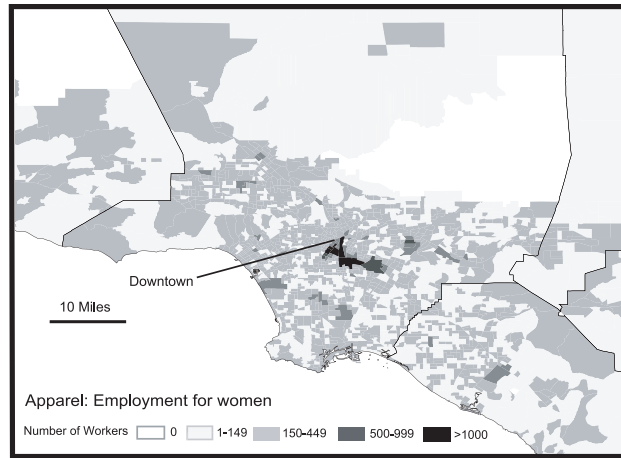 Downtown
10 Miles
Apparel: Employment for women
Number of Workers 0 1-149 150-449 500-999 >1000